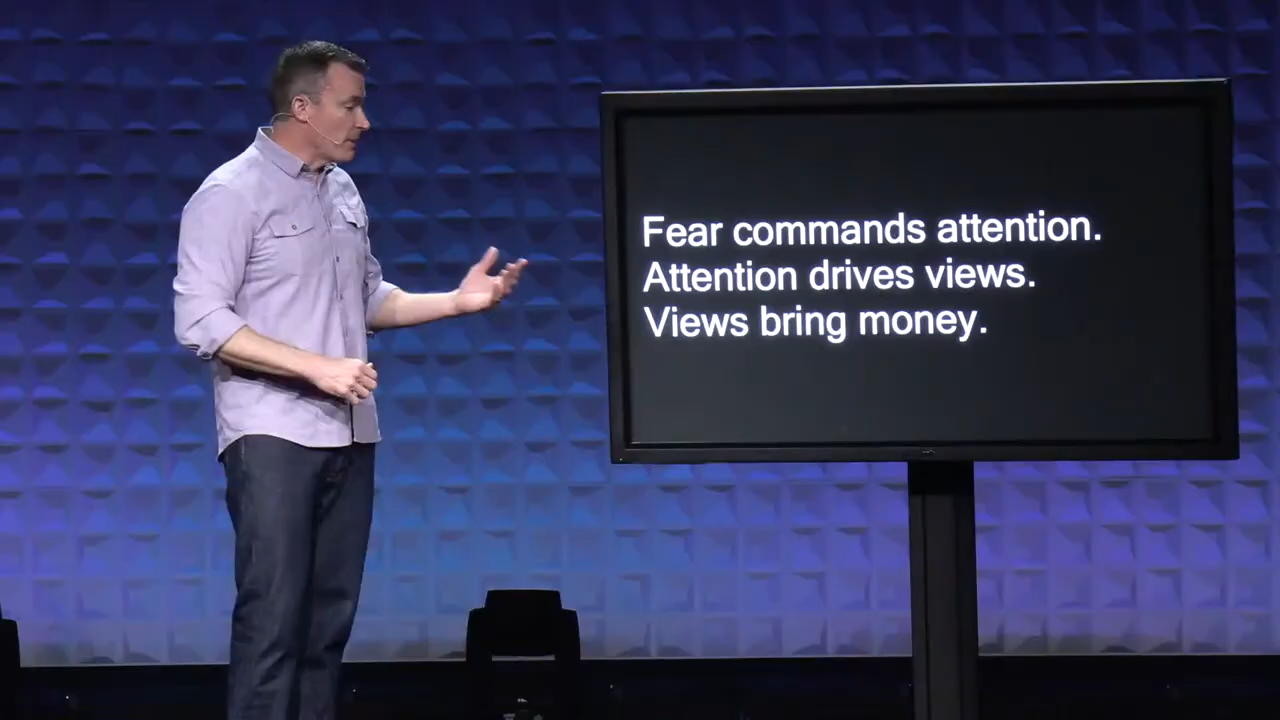 Fear commands attention.
Attention drives views.
Views bring money.